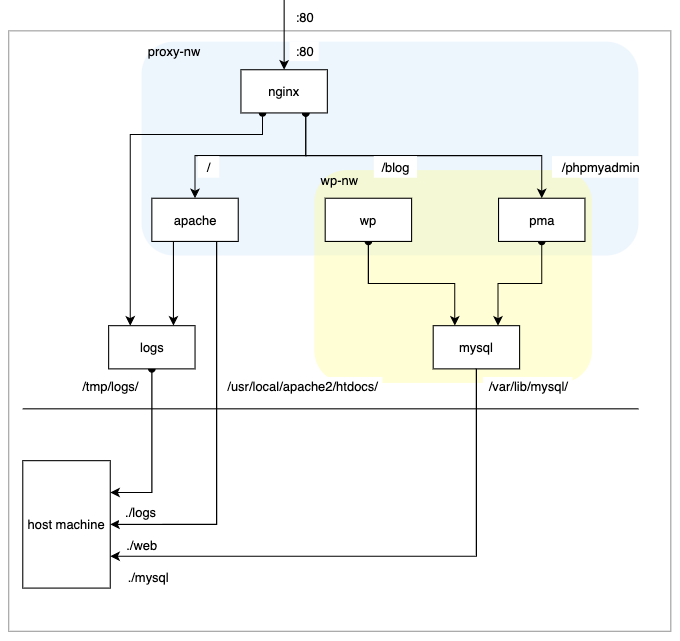 :80
:80
proxy-nw
nginx
/
/blog
/phpmyadmin
wp-nw
apache
wp
pma
logs
mysql
/tmp/logs/
/usr/local/apache2/htdocs/
/var/lib/mysql/
host machine
./logs
./web
./mysql